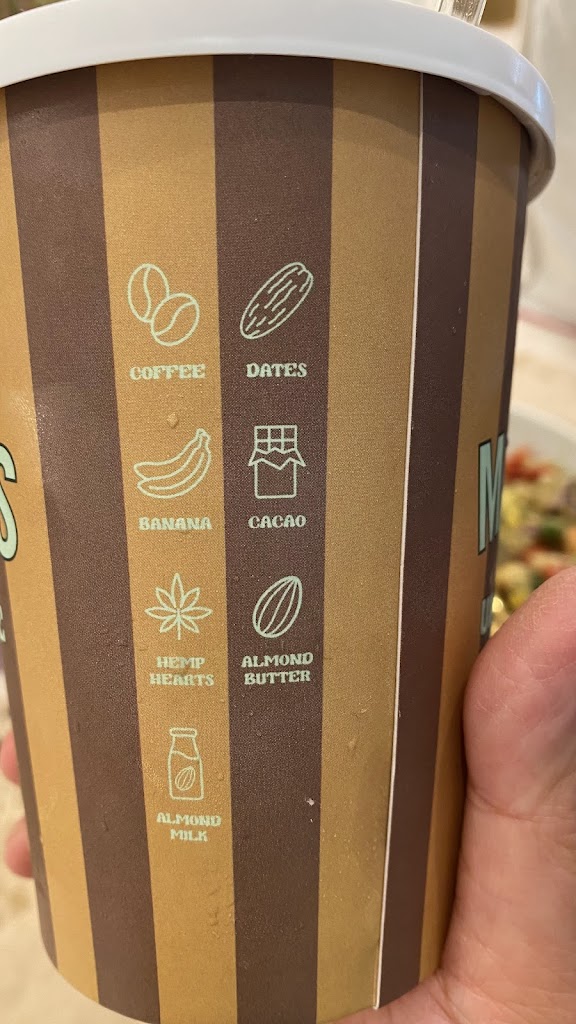 COFFEE
DATES
BANANA
CACAO
HEMP
HEARTS
ALMOND
BUTTER
ALMOND
MILK